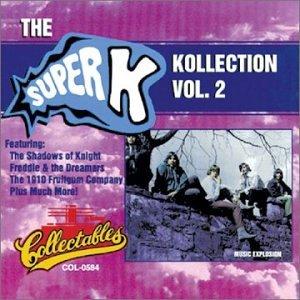 THE
SUPER K
KOLLECTION
VOL. 2
Featuring:
The Shadows of Knight
Freddie & the Dreamers
The 1910 Fruitgum Company
Plus Much More!
Collectables
COL-0584
MUSIC EXPLOSION